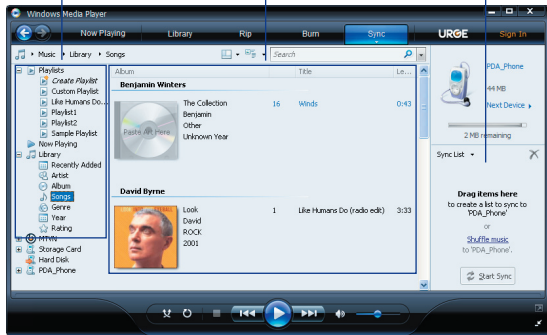 Windows Media Player
Now Playing Library Rip Burn Sync URGE Sign In
Music Library Songs Search
Playlists
Create Playlist
Custom Playlist
Like Humans Do...
Playlist1
Playlist2
Sample Playlist
Now Playing
Library
Recently Added
Artist
Album
Songs
Genre
Year
Rating
MTVN
Storage Card
Hard Disk
PDA_Phone
Album Title Le...
Benjamin Winters
Paste Art Here
The Collection 16 Winds 0:43
Benjamin
Other
Unknown Year
David Byrne
Look 1 Like Humans Do (radio edit) 3:33
David
ROCK
2001
PDA_Phone
44 MB
Next Device
2 MB remaining
Sync List
Drag items here
to create a list to sync to
'PDA_Phone'
or
Shuffle music
to 'PDA_Phone'.
Start Sync